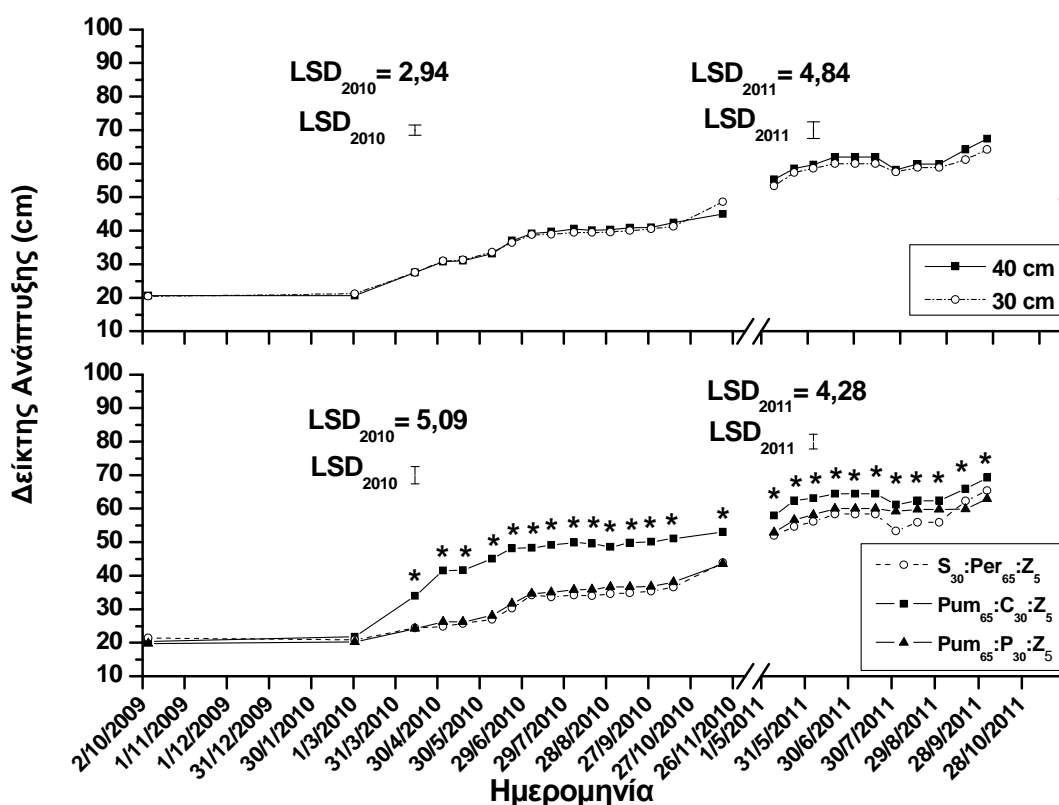 Δείκτης Ανάπτυξης (cm)
100
90
80
70
60
50
40
30
20
10
LSD2010= 2,94
LSD2010
LSD2011= 4,84
LSD2011
40 cm
30 cm
100
90
80
70
60
50
40
30
20
10
LSD2010= 5,09
LSD2010
LSD2011= 4,28
LSD2011
* * * * * * * * * * * * * *
* * * * * * * * * * *
S30:Per65:Z5
Pum65:C30:Z5
Pum65:P30:Z5
2/10/2009
1/11/2009
1/12/2009
31/12/2009
30/1/2010
1/3/2010
31/3/2010
30/4/2010
30/5/2010
29/6/2010
29/7/2010
28/8/2010
27/9/2010
27/10/2010
26/11/2010
1/5/2011
31/5/2011
30/6/2011
30/7/2011
29/8/2011
28/9/2011
28/10/2011
Ημερομηνία